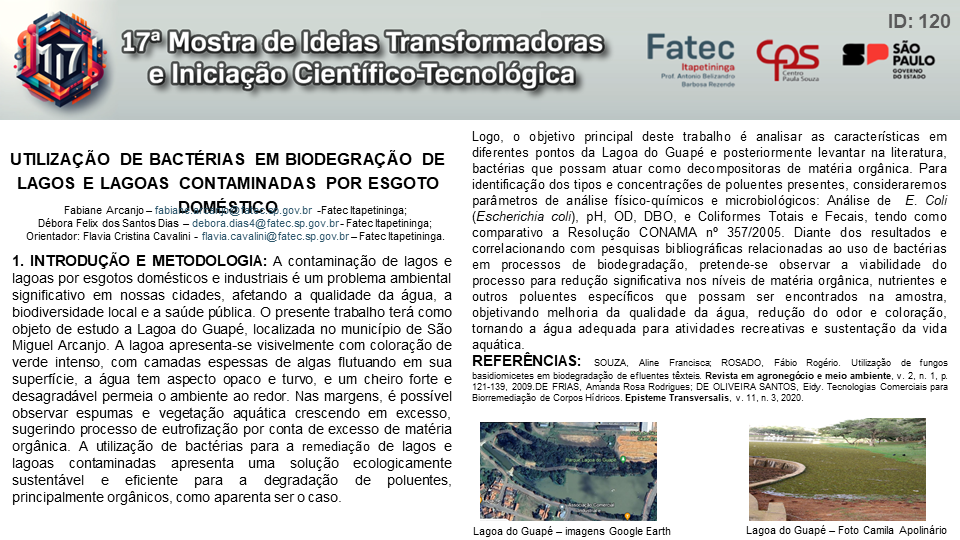 ID: 120
M17
17ª Mostra de Ideias Transformadoras
e Iniciação Científico-Tecnológica
Fatec
Itapetininga
Prof. Antonio Belizandro
Barbosa Rezende
CPS
Centro
Paula Souza
SP
SÃO
PAULO
GOVERNO
DO ESTADO
UTILIZAÇÃO DE BACTÉRIAS EM BIODEGRAÇÃO DE
LAGOS E LAGOAS CONTAMINADAS POR ESGOTO
DOMÉSTICO
Fabiane Arcanjo – fabiane.arcanjo@fatec.sp.gov.br -Fatec Itapetininga;
Débora Felix dos Santos Dias – debora.dias4@fatec.sp.gov.br - Fatec Itapetininga;
Orientador: Flavia Cristina Cavalini - flavia.cavalini@fatec.sp.gov.br – Fatec Itapetininga.
1. INTRODUÇÃO E METODOLOGIA: A contaminação de lagos e
lagoas por esgotos domésticos e industriais é um problema ambiental
significativo em nossas cidades, afetando a qualidade da água, a
biodiversidade local e a saúde pública. O presente trabalho terá como
objeto de estudo a Lagoa do Guapé, localizada no município de São
Miguel Arcanjo. A lagoa apresenta-se visivelmente com coloração de
verde intenso, com camadas espessas de algas flutuando em sua
superfície, a água tem aspecto opaco e turvo, e um cheiro forte e
desagradável permeia o ambiente ao redor. Nas margens, é possível
observar espumas e vegetação aquática crescendo em excesso,
sugerindo processo de eutrofização por conta de excesso de matéria
orgânica. A utilização de bactérias para a remediação de lagos e
lagoas contaminadas apresenta uma solução ecologicamente
sustentável e eficiente para a degradação de poluentes,
principalmente orgânicos, como aparenta ser o caso.
Logo, o objetivo principal deste trabalho é analisar as características em
diferentes pontos da Lagoa do Guapé e posteriormente levantar na literatura,
bactérias que possam atuar como decompositoras de matéria orgânica. Para
identificação dos tipos e concentrações de poluentes presentes, consideraremos
parâmetros de análise físico-químicos e microbiológicos: Análise de E. Coli
(Escherichia coli), pH, OD, DBO, e Coliformes Totais e Fecais, tendo como
comparativo a Resolução CONAMA nº 357/2005. Diante dos resultados e
correlacionando com pesquisas bibliográficas relacionadas ao uso de bactérias
em processos de biodegração, pretende-se observar a viabilidade do
processo para redução significativa nos níveis de matéria orgânica, nutrientes e
outros poluentes específicos que possam ser encontrados na amostra,
objetivando melhoria da qualidade da água, redução do odor e coloração,
tornando a água adequada para atividades recreativas e sustentação da vida
aquática.
REFERÊNCIAS: SOUZA, Aline Francisca; ROSADO, Fábio Rogério. Utilização de fungos
basidiomicetes em biodegradação de efluentes têxteis. Revista em agronegócio e meio ambiente, v. 2, n. 1, p.
121-139, 2009.DE FRIAS, Amanda Rosa Rodrigues; DE OLIVEIRA SANTOS, Eidy. Tecnologias Comerciais para
Biorremediação de Corpos Hídricos. Episteme Transversalis, v. 11, n. 3, 2020.
Parque Lagoa do Guapé
Associação Comercial
Lagoa do Guapé – imagens Google Earth
Lagoa do Guapé – Foto Camila Apolinário